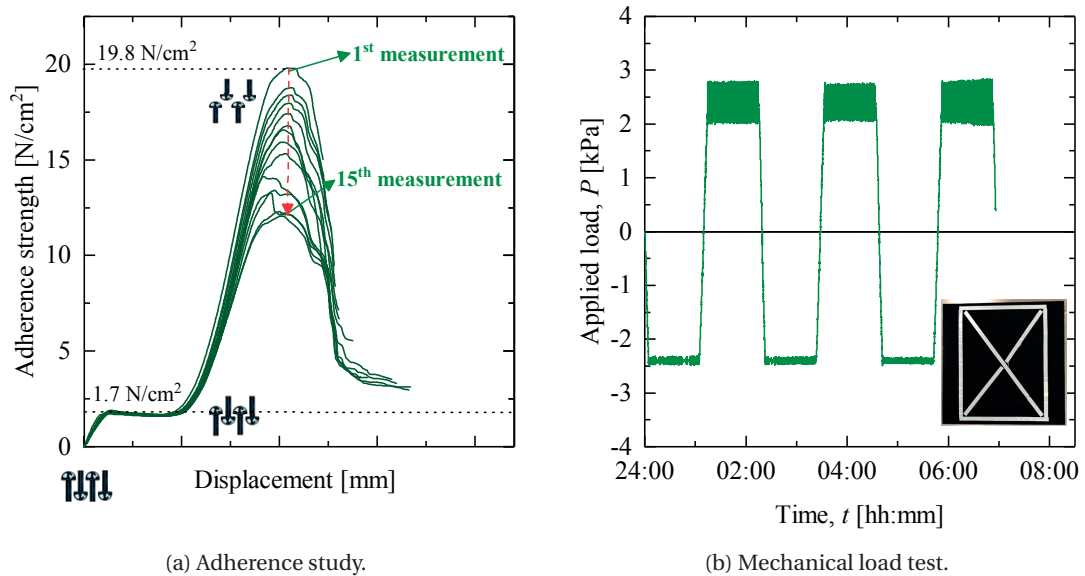 19.8 N/cm²
1st measurement
15th measurement
1.7 N/cm²
20
15
10
5
0
Adherence strength [N/cm²]
Displacement [mm]
(a) Adherence study.
4
3
2
1
0
-1
-2
-3
-4
Applied load, P [kPa]
24:00 02:00 04:00 06:00 08:00
Time, t [hh:mm]
(b) Mechanical load test.